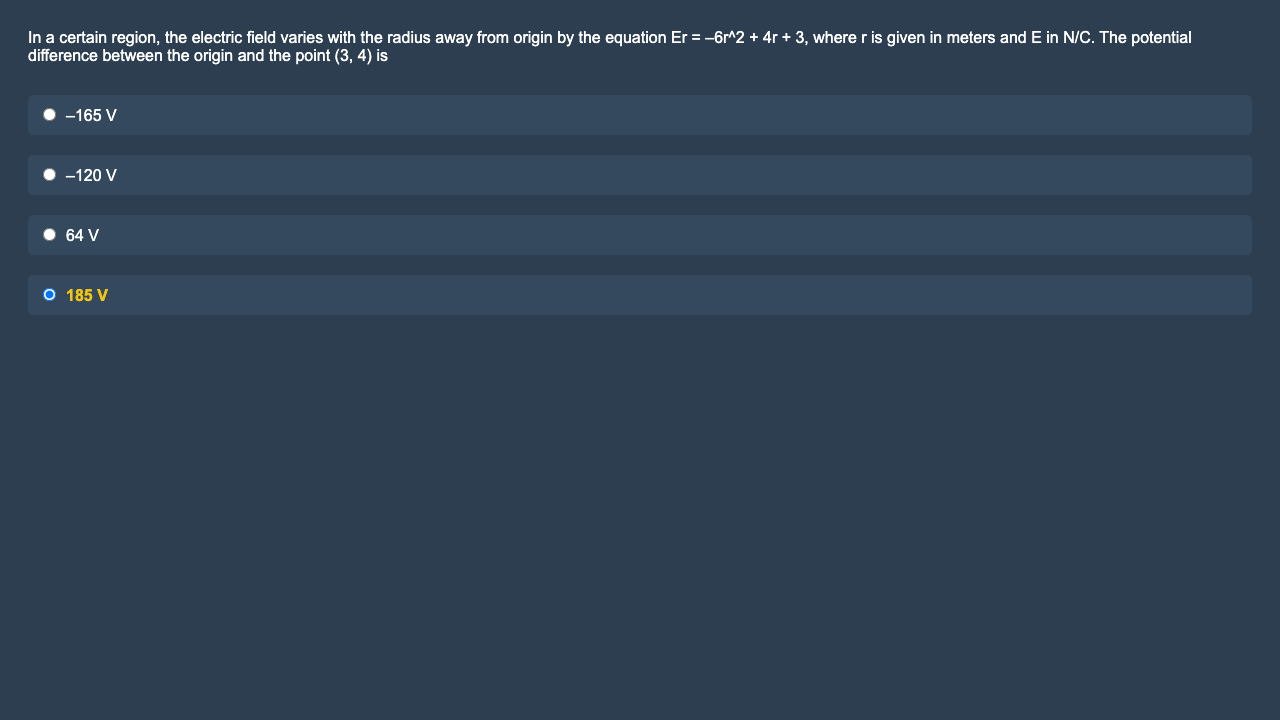 In a certain region, the electric field varies with the radius away from origin by the equation Er = –6r^2 + 4r + 3, where r is given in meters and E in N/C. The potential
difference between the origin and the point (3, 4) is
–165 V
–120 V
64 V
185 V